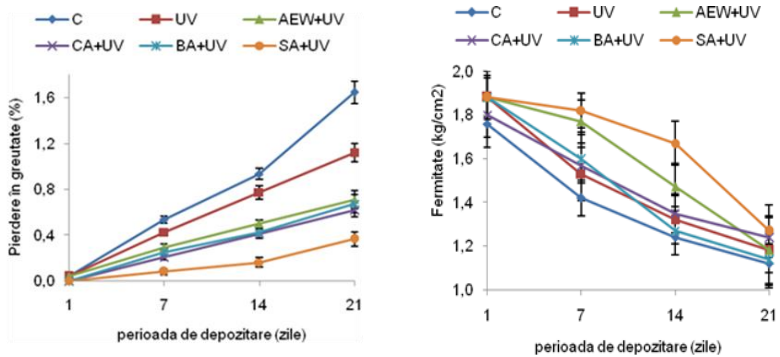 C UV AEW+UV
CA+UV BA+UV SA+UV
Pierdere în greutate (%)
1,6
1,2
0,8
0,4
0,0
1 7 14 21
perioada de depozitare (zile)
C UV AEW+UV
CA+UV BA+UV SA+UV
Fermitate (kg/cm2)
2,0
1,8
1,6
1,4
1,2
1,0
1 7 14 21
perioada de depozitare (zile)